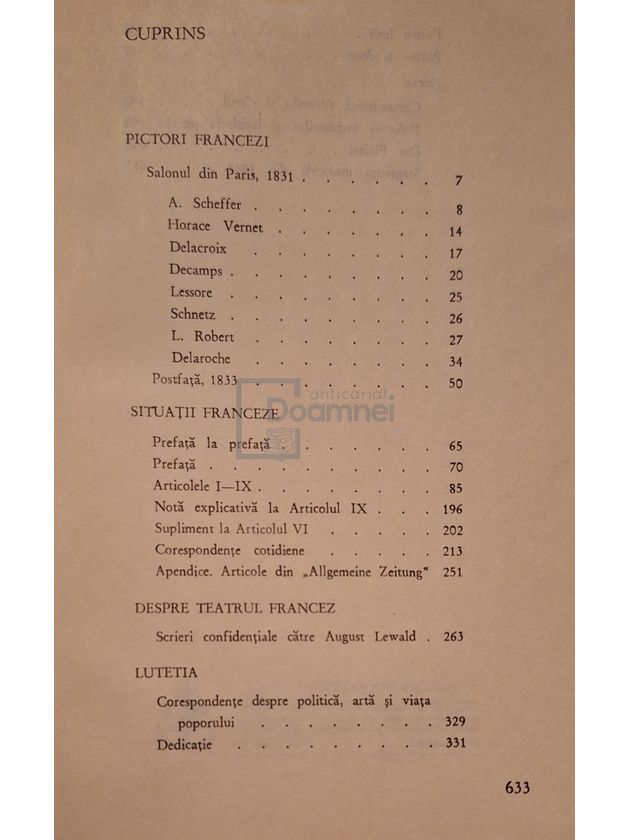 CUPRINS
PICTORI FRANCEZI
Salonul din Paris, 1831 . . . . . . 7
A. Scheffer . . . . . . . . 8
Horace Vernet . . . . . . . 14
Delacroix . . . . . . . . 17
Decamps . . . . . . . . . 20
Lessore . . . . . . . . . 25
Schnetz . . . . . . . . . 26
L. Robert . . . . . . . . 27
Delaroche . . . . . . . . 34
Postfață, 1833 . . . . . . . . 50
anticariat
Doamnei
SITUAȚII FRANCEZE
Prefață la prefață . . . . . . . 65
Prefață . . . . . . . . . . 70
Articolele I—IX . . . . . . . . 85
Notă explicativă la Articolul IX . . . 196
Supliment la Articolul VI . . . . . 202
Corespondențe cotidiene . . . . . 213
Apendice. Articole din „Allgemeine Zeitung“ 251
DESPRE TEATRUL FRANCEZ
Scrieri confidențiale către August Lewald . 263
LUTETIA
Corespondențe despre politică, artă și viața
poporului . . . . . . . . 329
Dedicație . . . . . . . . . 331
633